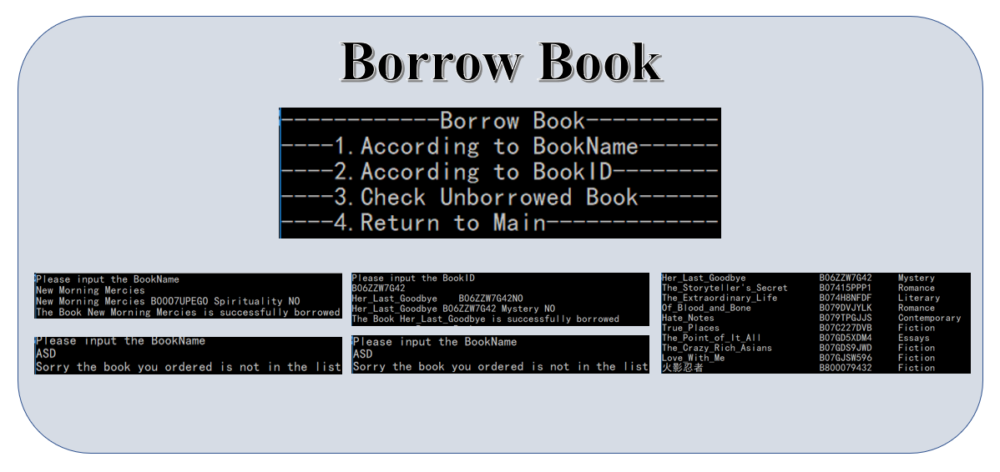 Borrow Book
------------Borrow Book----------
----1.According to BookName------
----2.According to BookID--------
----3.Check Unborrowed Book------
----4.Return to Main-------------
Please input the BookName
New Morning Mercies
New Morning Mercies B0007UPEGO Spirituality NO
The Book New Morning Mercies is successfully borrowed
Please input the BookName
ASD
Sorry the book you ordered is not in the list
Please input the BookID
B06ZZW7G42
Her_Last_Goodbye B06ZZW7G42NO
Her_Last_Goodbye B06ZZW7G42 Mystery NO
The Book Her_Last_Goodbye is successfully borrowed
Please input the BookName
ASD
Sorry the book you ordered is not in the list
Her_Last_Goodbye B06ZZW7G42 Mystery
The_Storyteller's_Secret B07415PPP1 Romance
The_Extraordinary_Life B074H8NFDF Literary
Of_Blood_and_Bone B079DVJYLK Romance
Hate_Notes B079TPGJJS Contemporary
True_Places B07C227DVB Fiction
The_Point_of_It_All B07GD5XDM4 Essays
The_Crazy_Rich_Asians B07GDS9JWD Fiction
Love_With_Me B07GJSW596 Fiction
火影忍者 B800079432 Fiction